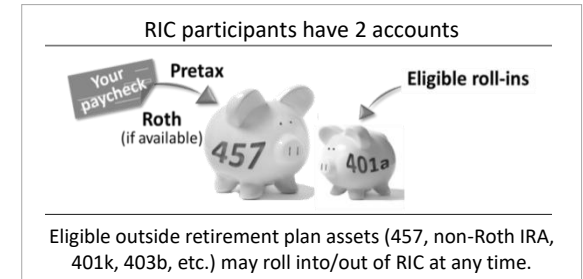 RIC participants have 2 accounts
Your
paycheck
Pretax
Roth
(if available)
Eligible roll-ins
457
401a
Eligible outside retirement plan assets (457, non-Roth IRA,
401k, 403b, etc.) may roll into/out of RIC at any time.